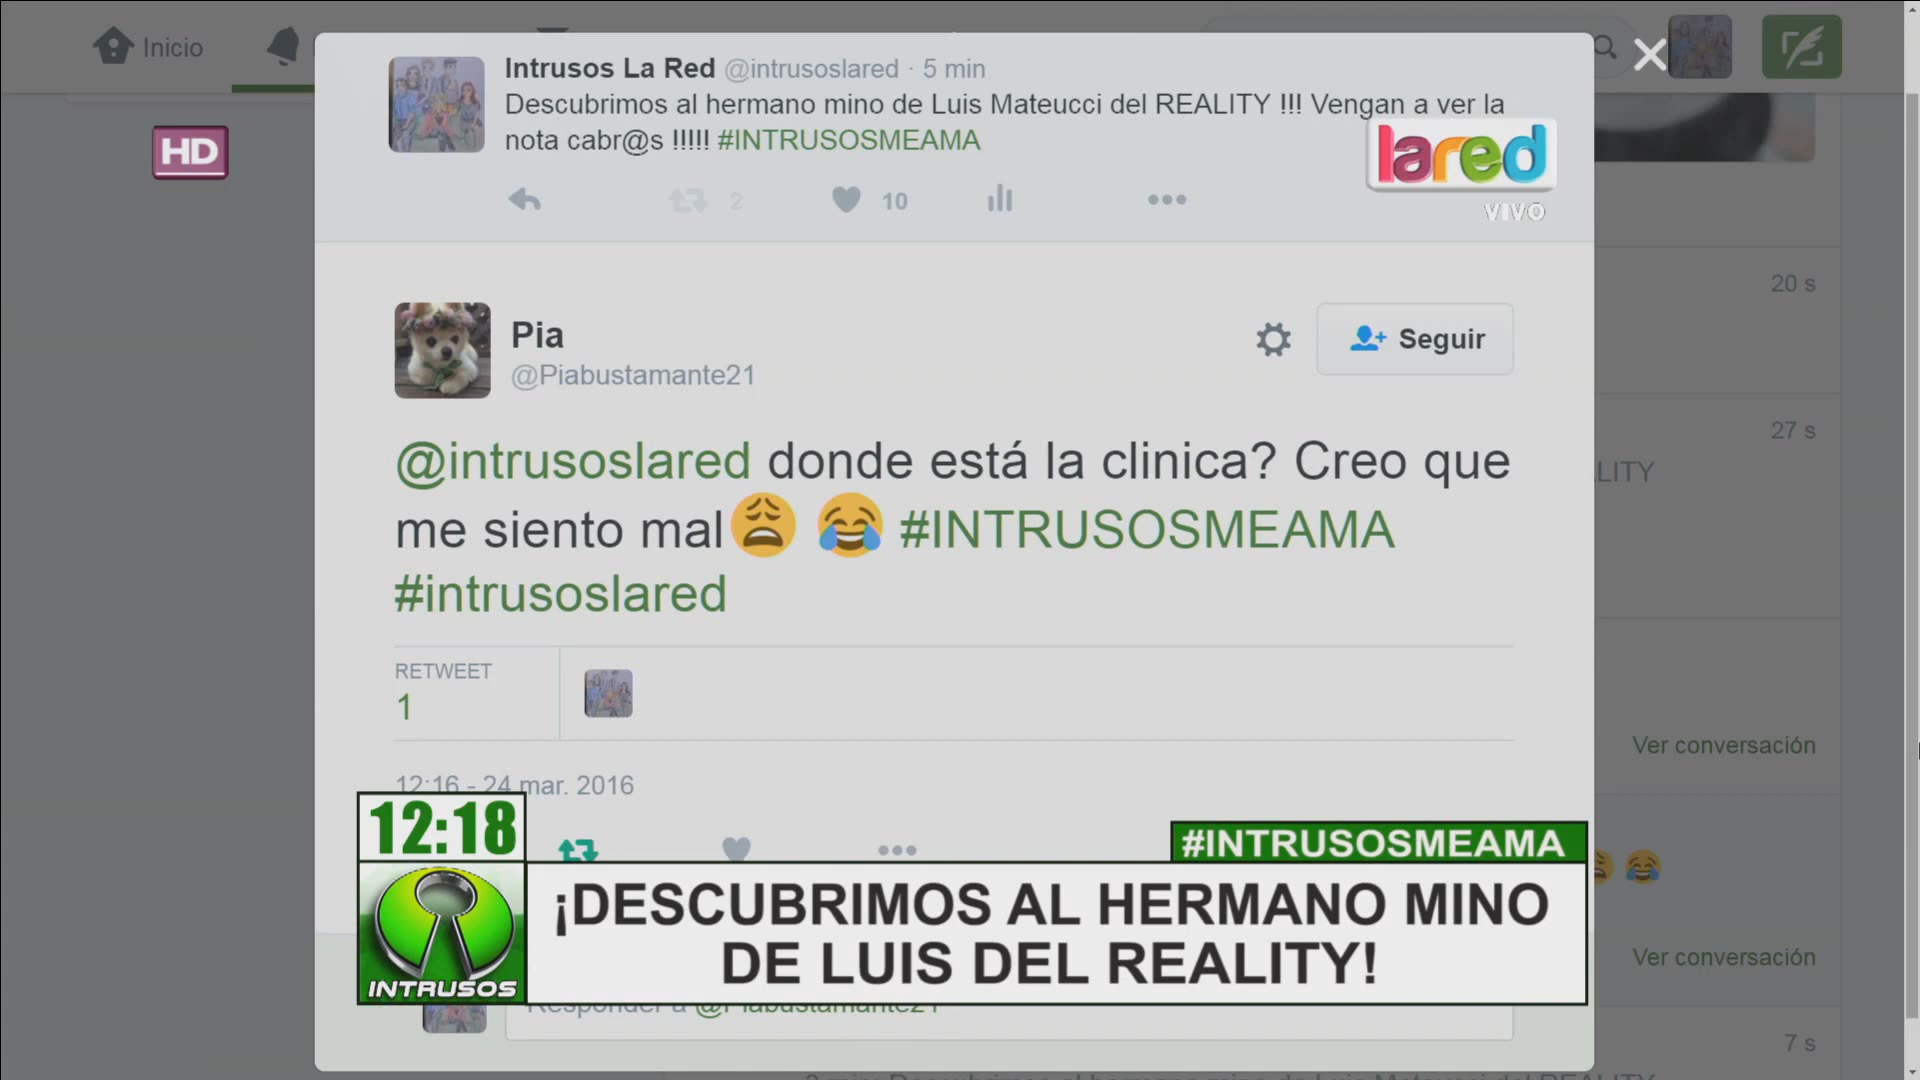 Inicio
HD
Intrusos La Red @intrusoslared · 5 min
Descubrimos al hermano mino de Luis Mateucci del REALITY !!! Vengan a ver la
nota cabr@s !!!!! #INTRUSOSMEAMA
2
10
lared
VIVO
Pia
@Piabustamante21
Seguir
20 s
27 s
LITY
@intrusoslared donde está la clinica? Creo que
me siento mal😩 😂 #INTRUSOSMEAMA
#intrusoslared
RETWEET
1
Ver conversación
12:16 - 24 mar. 2016
12:18
#INTRUSOSMEAMA
¡DESCUBRIMOS AL HERMANO MINO
DE LUIS DEL REALITY!
INTRUSOS
Ver conversación
Responder a @Piabustamante21
7 s